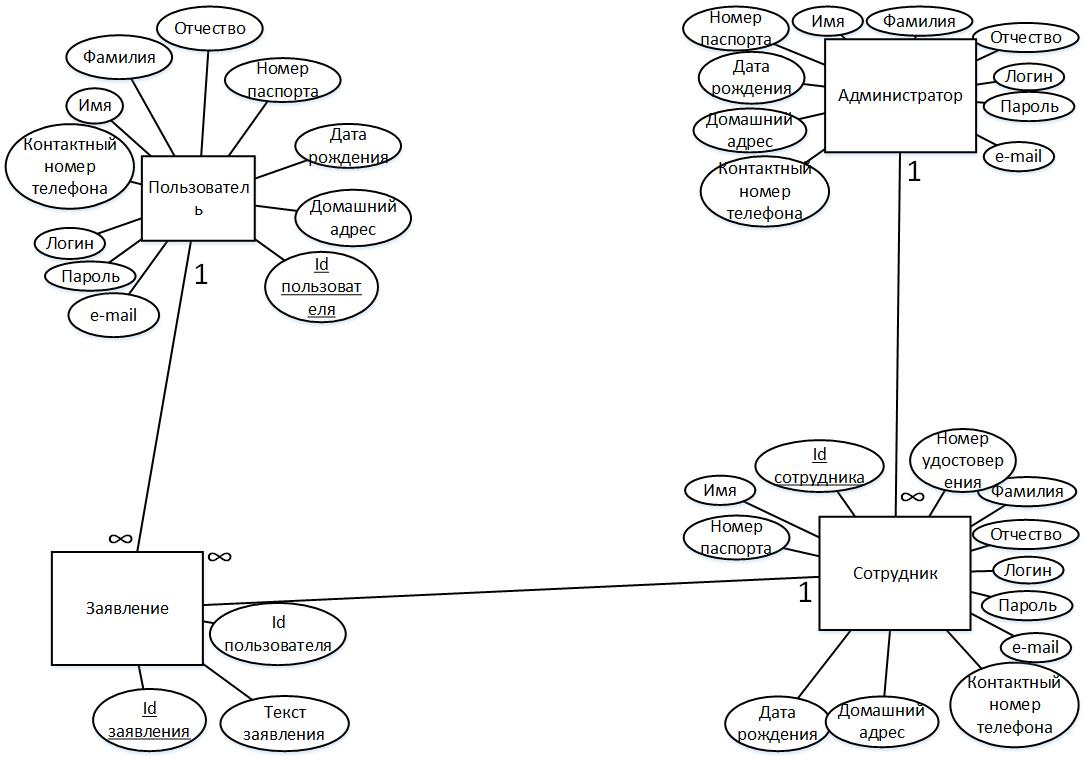 Отчество
Фамилия
Номер
паспорта
Имя
Контактный
номер
телефона
Дата
рождения
Пользовател
ь
Домашний
адрес
Логин
Пароль
e-mail
Id
пользоват
еля
1
Номер
паспорта
Имя
Фамилия
Отчество
Дата
рождения
Администратор
Логин
Пароль
Домашний
адрес
e-mail
Контактный
номер
телефона
1
∞
Id
сотрудника
Номер
удостовер
ения
Имя
Фамилия
Номер
паспорта
Отчество
Сотрудник
Логин
Пароль
e-mail
Контактный
номер
телефона
Дата
рождения
Домашний
адрес
1
∞
∞
Заявление
Id
пользователя
Id
заявления
Текст
заявления